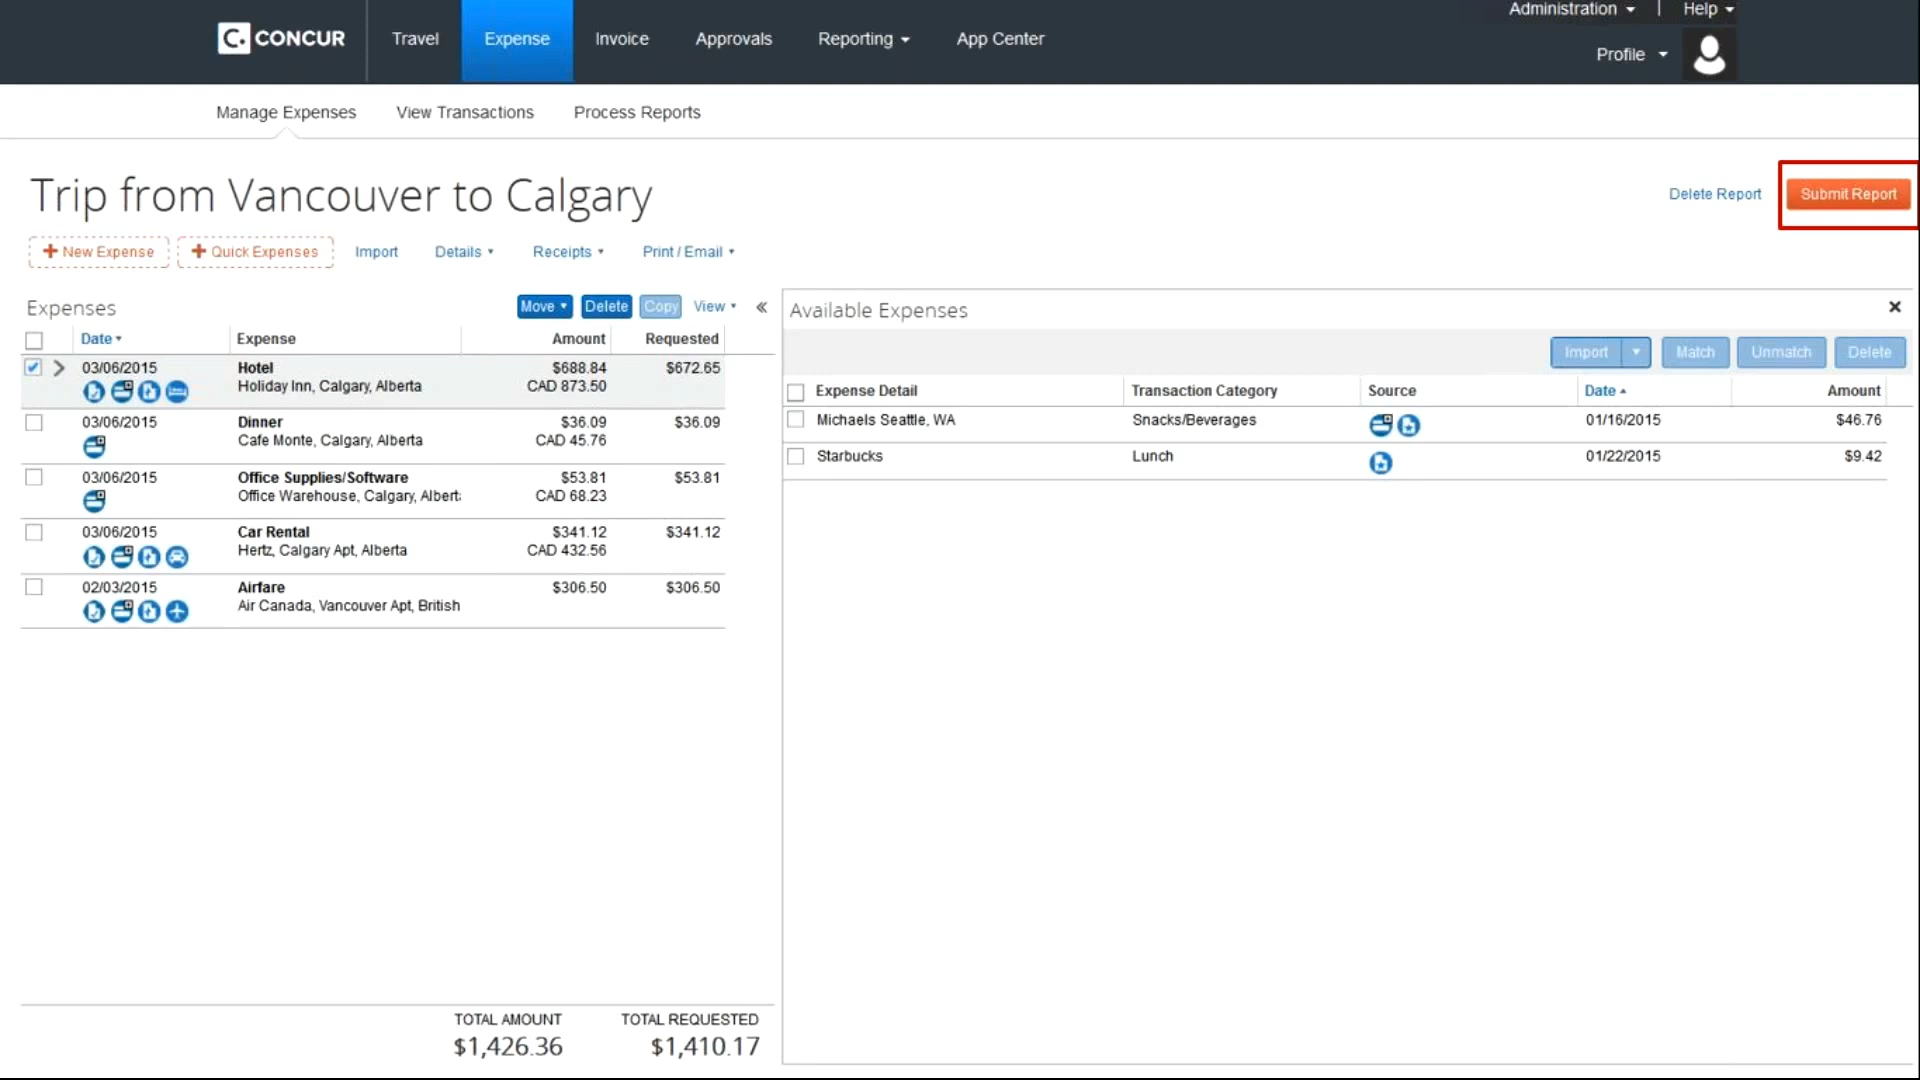 Administration | Help
C. CONCUR Travel Expense Invoice Approvals Reporting App Center
Profile
Manage Expenses View Transactions Process Reports
Trip from Vancouver to Calgary
Delete Report Submit Report
+ New Expense + Quick Expenses Import Details Receipts Print / Email
Expenses Move Delete Copy View «
Date Expense Amount Requested
03/06/2015 Hotel $688.84 $672.65
Holiday Inn, Calgary, Alberta CAD 873.50
03/06/2015 Dinner $36.09 $36.09
Cafe Monte, Calgary, Alberta CAD 45.76
03/06/2015 Office Supplies/Software $53.81 $53.81
Office Warehouse, Calgary, Albert CAD 68.23
03/06/2015 Car Rental $341.12 $341.12
Hertz, Calgary Apt, Alberta CAD 432.56
02/03/2015 Airfare $306.50 $306.50
Air Canada, Vancouver Apt, British
TOTAL AMOUNT TOTAL REQUESTED
$1,426.36 $1,410.17
Available Expenses
Import Match Unmatch Delete
Expense Detail Transaction Category Source Date Amount
Michaels Seattle, WA Snacks/Beverages 01/16/2015 $46.76
Starbucks Lunch 01/22/2015 $9.42